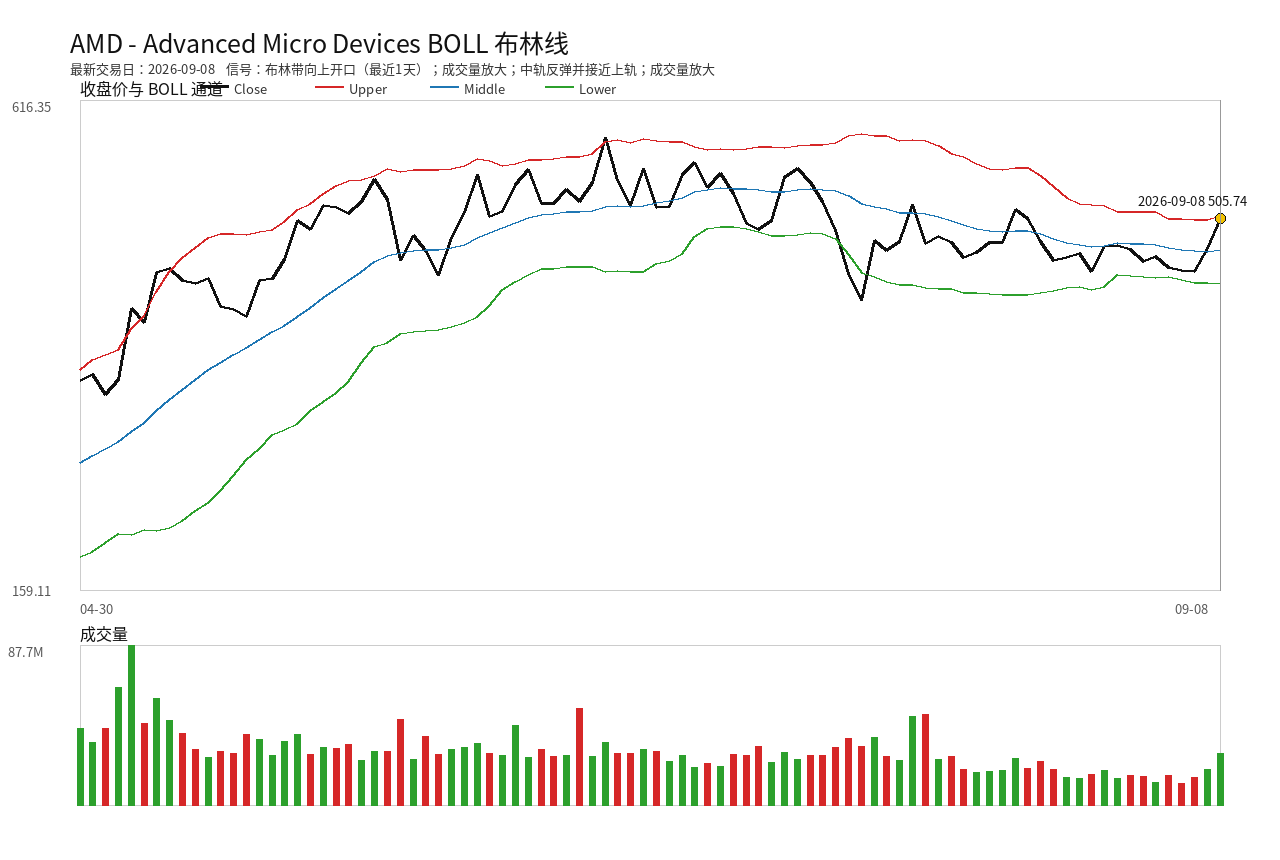 AMD - Advanced Micro Devices BOLL 布林线
最新交易日：2026-09-08 信号：布林带向上开口（最近1天）；成交量放大；中轨反弹并接近上轨；成交量放大
收盘价与 BOLL 通道 Close Upper Middle Lower
616.35
2026-09-08 505.74
159.11
04-30 09-08
成交量
87.7M